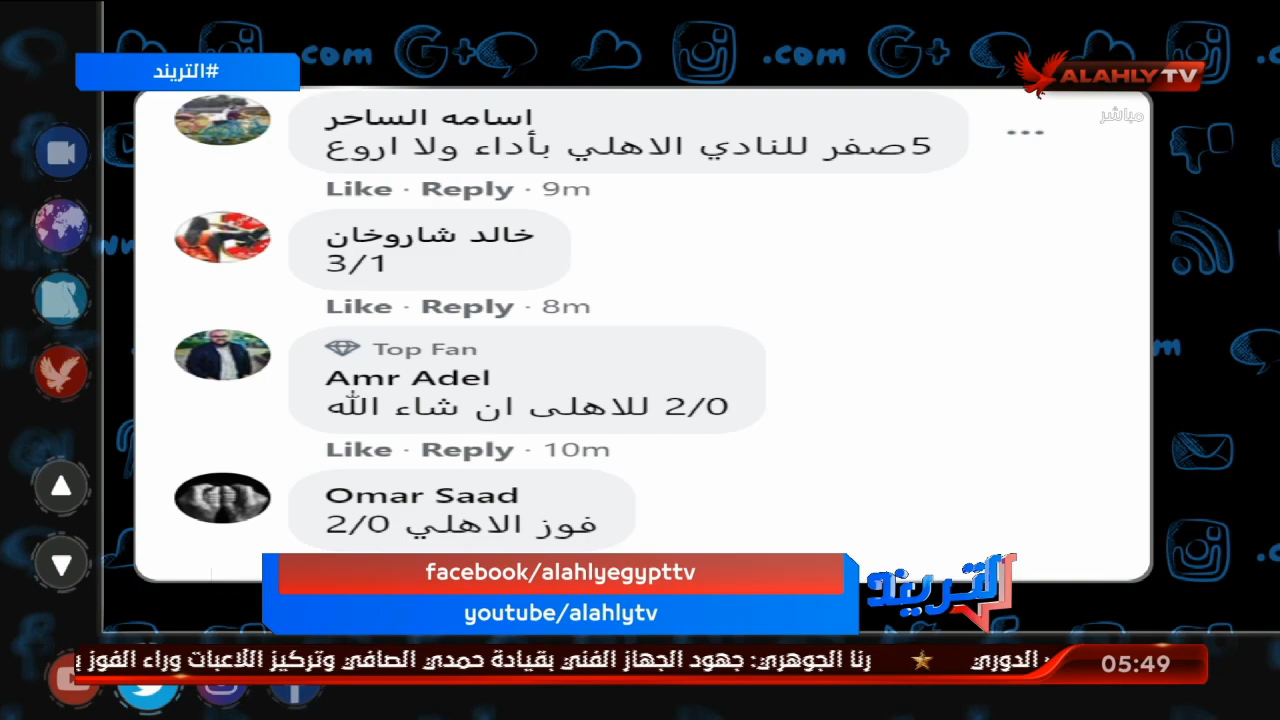 #التريند
ALAHLY TV
مباشر
اسامه الساحر
5صفر للنادي الاهلي بأداء ولا اروع
Like · Reply · 9m
خالد شاروخان
3/1
Like · Reply · 8m
Top Fan
Amr Adel
2/0 للاهلى ان شاء الله
Like · Reply · 10m
Omar Saad
فوز الاهلي 2/0
facebook/alahlyegypttv
youtube/alahlytv
التريند
الدوري ★ رنا الجوهري: جهود الجهاز الفني بقيادة حمدي الصافي وتركيز اللاعبات وراء الفوز
05:49
.com
G+
.com
G+